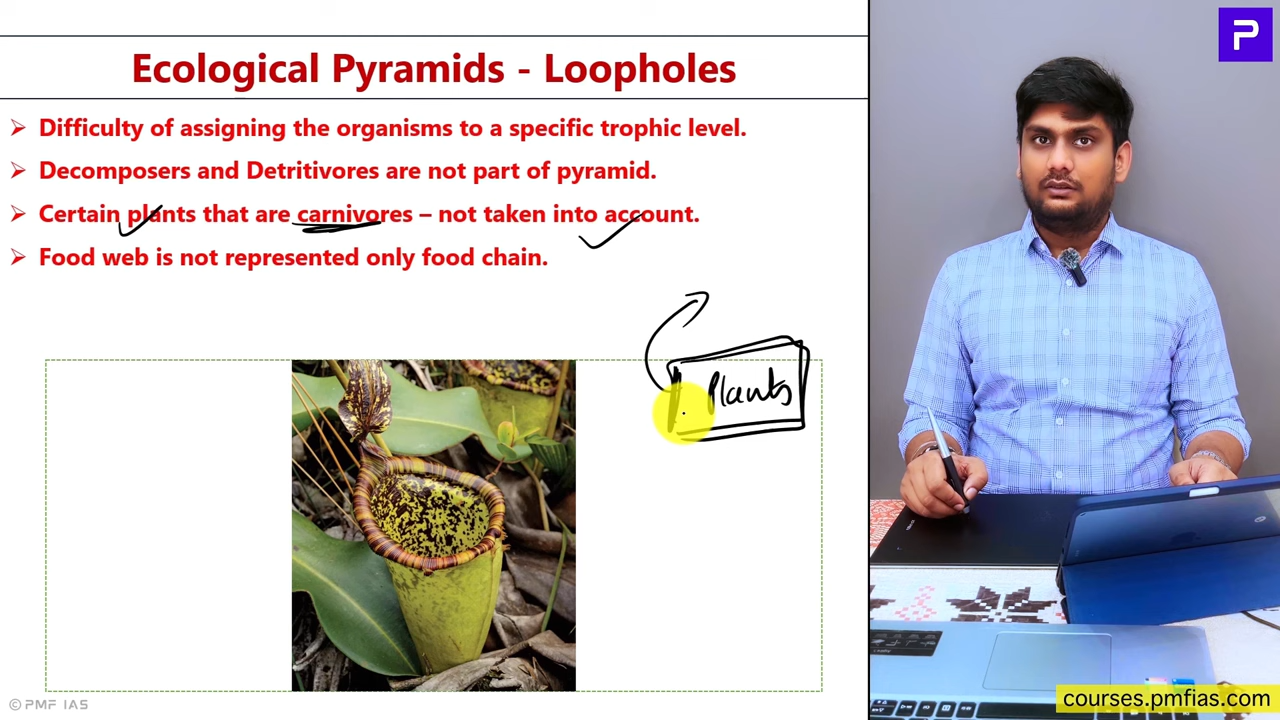 Ecological Pyramids - Loopholes
➢ Difficulty of assigning the organisms to a specific trophic level.
➢ Decomposers and Detritivores are not part of pyramid.
➢ Certain plants that are carnivores – not taken into account.
➢ Food web is not represented only food chain.
Plants
© PMF IAS
P
courses.pmfias.com